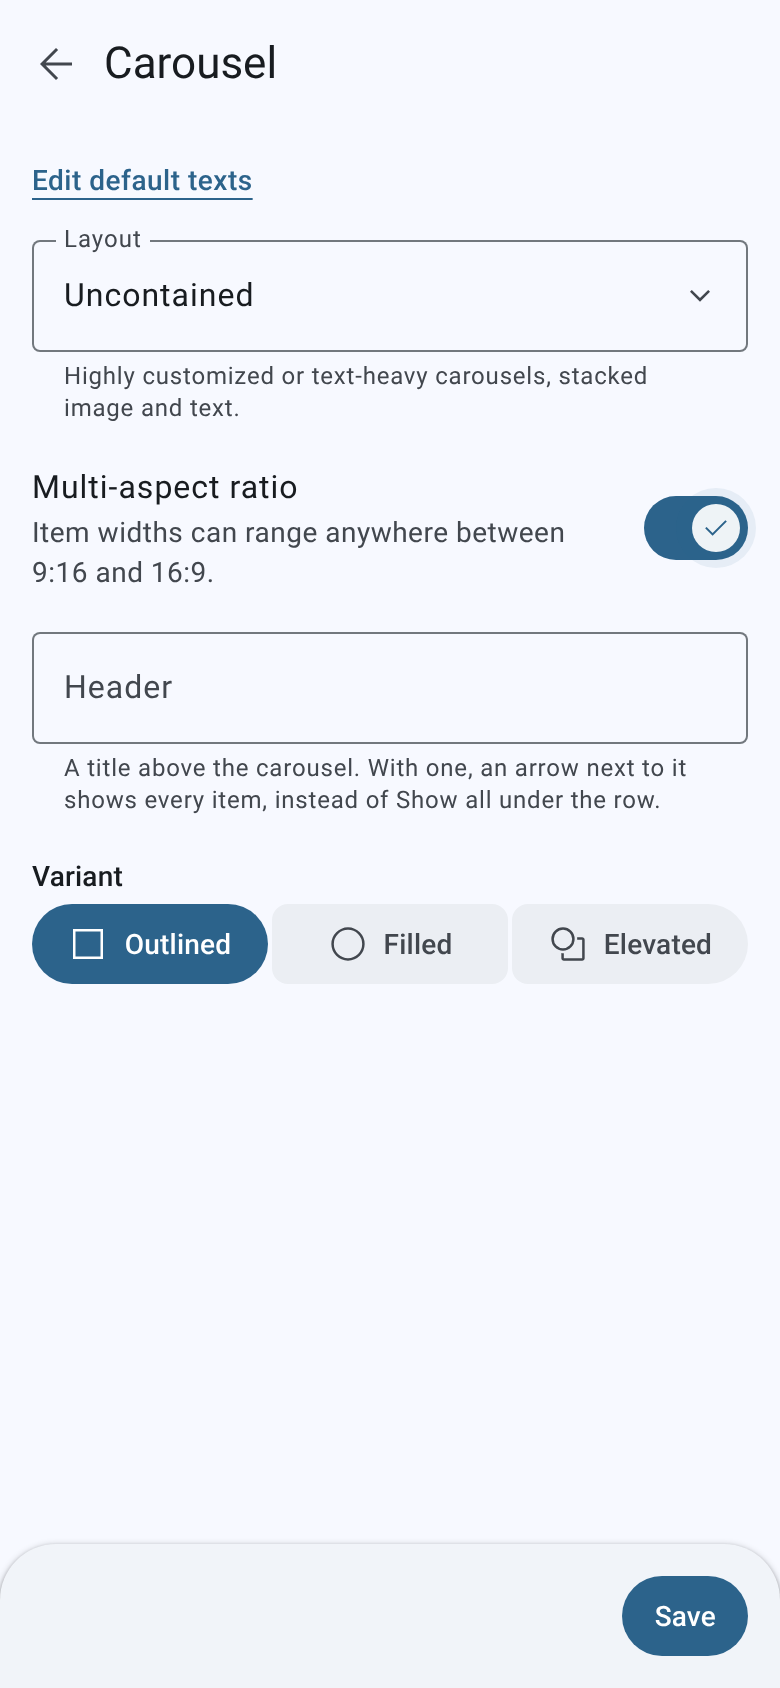 Carousel
Edit default texts
Layout
Uncontained
Highly customized or text-heavy carousels, stacked
image and text.
Multi-aspect ratio
Item widths can range anywhere between
9:16 and 16:9.
Header
A title above the carousel. With one, an arrow next to it
shows every item, instead of Show all under the row.
Variant
Outlined
Filled
Elevated
Save